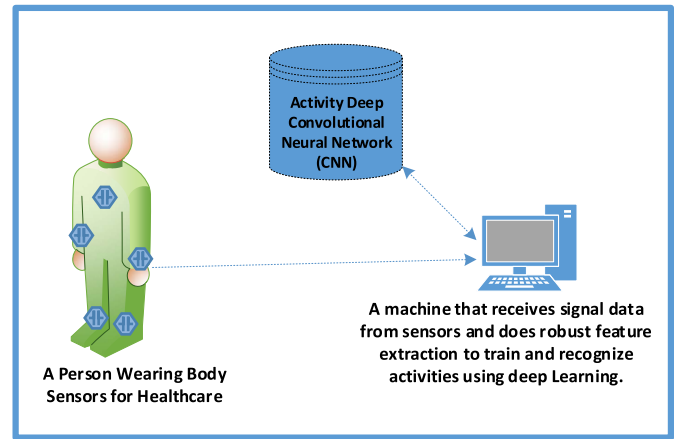 Activity Deep
Convolutional
Neural Network
(CNN)
A machine that receives signal data
from sensors and does robust feature
extraction to train and recognize
activities using deep Learning.
A Person Wearing Body
Sensors for Healthcare